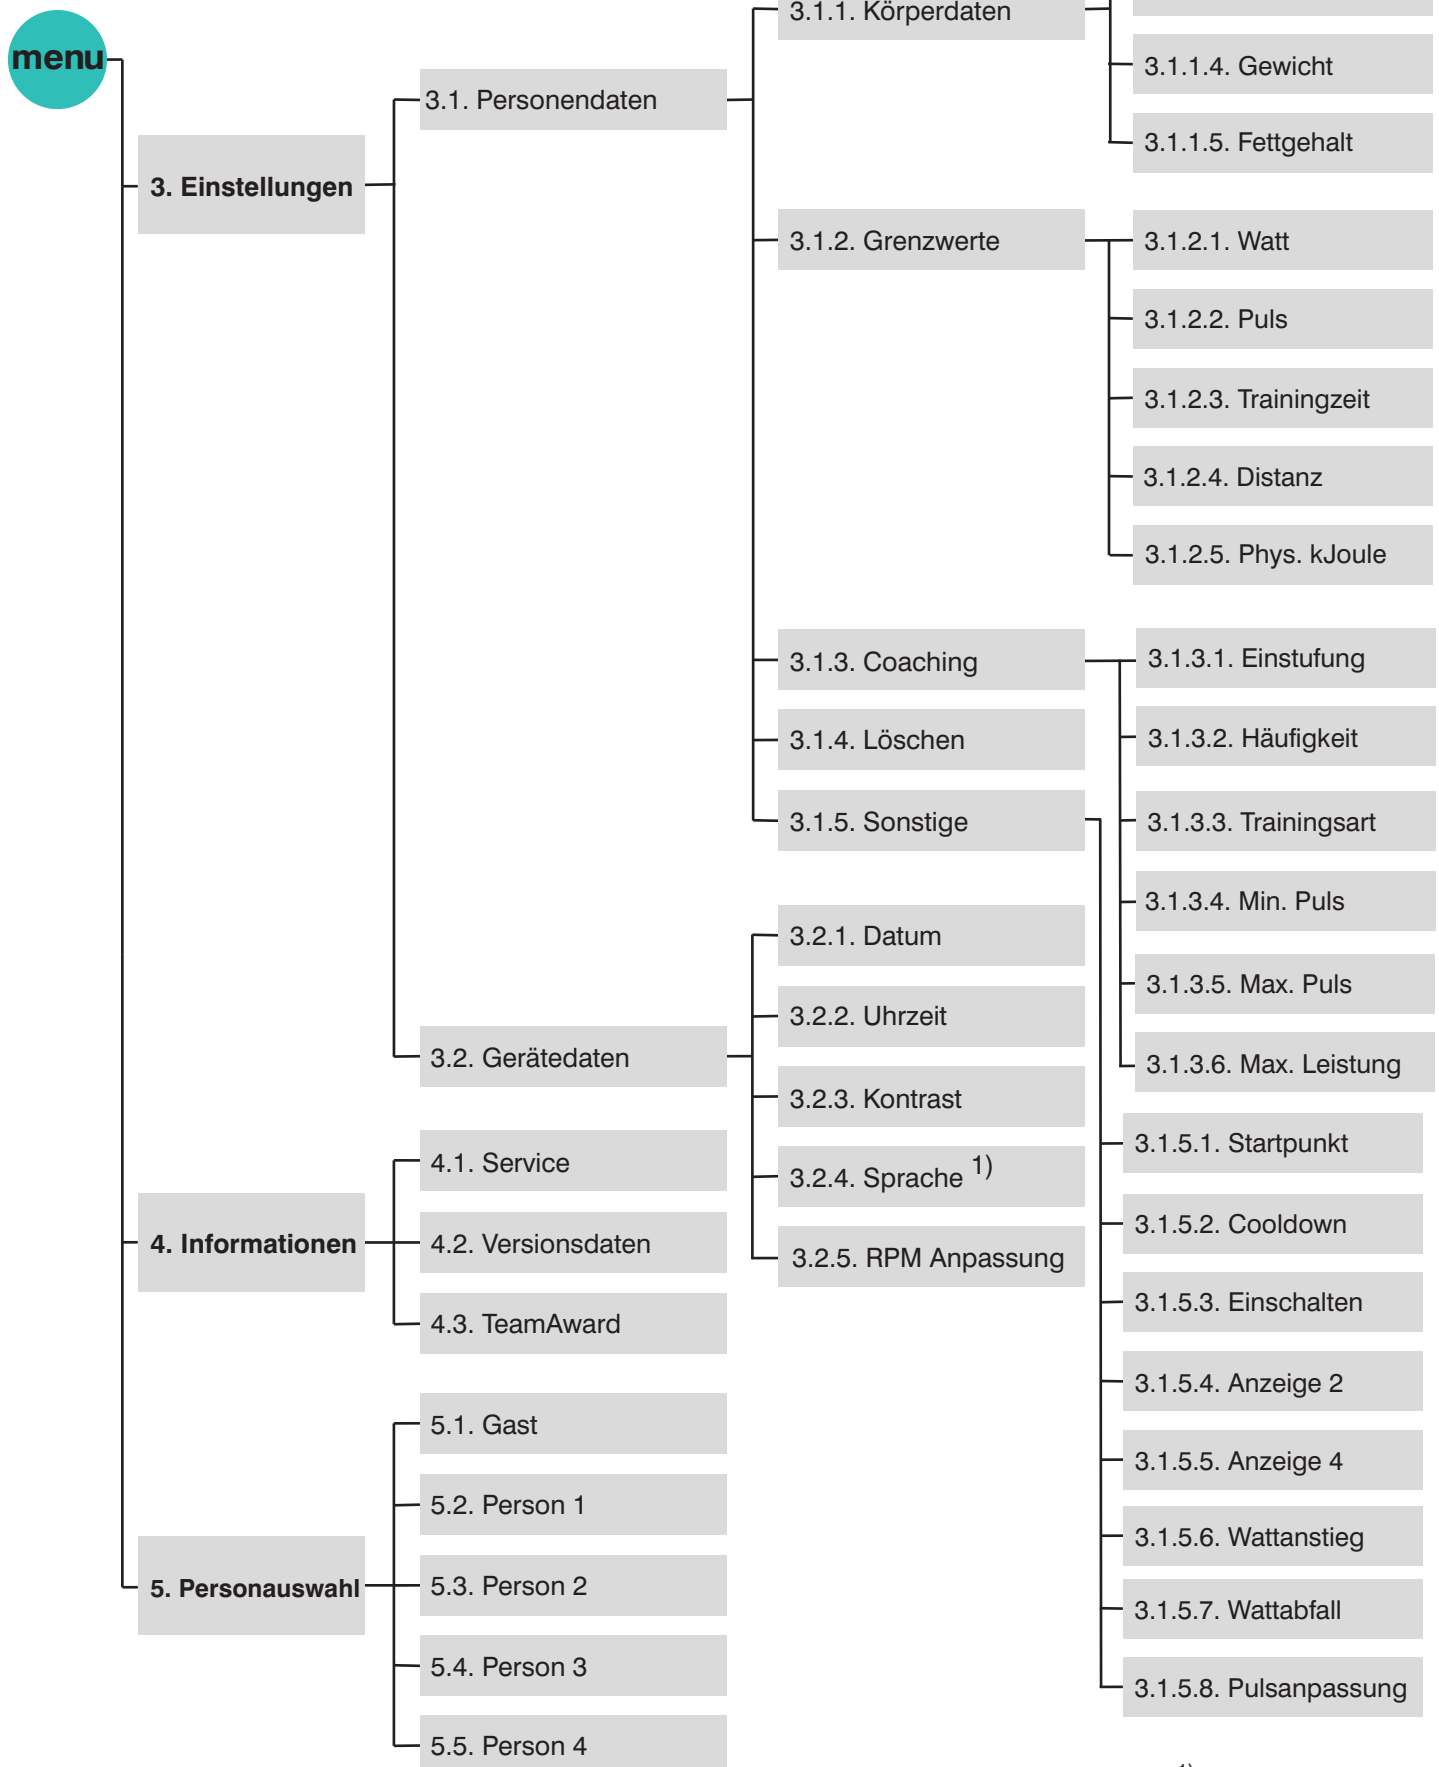 menu
3. Einstellungen
3.1. Personendaten
3.1.1. Körperdaten
3.1.1.4. Gewicht
3.1.1.5. Fettgehalt
3.1.2. Grenzwerte
3.1.2.1. Watt
3.1.2.2. Puls
3.1.2.3. Trainingzeit
3.1.2.4. Distanz
3.1.2.5. Phys. kJoule
3.1.3. Coaching
3.1.3.1. Einstufung
3.1.3.2. Häufigkeit
3.1.3.3. Trainingsart
3.1.3.4. Min. Puls
3.1.3.5. Max. Puls
3.1.3.6. Max. Leistung
3.1.4. Löschen
3.1.5. Sonstige
3.1.5.1. Startpunkt
3.1.5.2. Cooldown
3.1.5.3. Einschalten
3.1.5.4. Anzeige 2
3.1.5.5. Anzeige 4
3.1.5.6. Wattanstieg
3.1.5.7. Wattabfall
3.1.5.8. Pulsanpassung
3.2. Gerätedaten
3.2.1. Datum
3.2.2. Uhrzeit
3.2.3. Kontrast
3.2.4. Sprache 1)
3.2.5. RPM Anpassung
4. Informationen
4.1. Service
4.2. Versionsdaten
4.3. TeamAward
5. Personauswahl
5.1. Gast
5.2. Person 1
5.3. Person 2
5.4. Person 3
5.5. Person 4